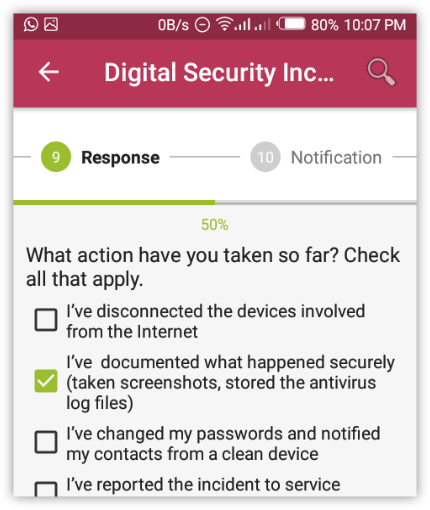 0B/s 80% 10:07 PM
Digital Security Inc...
9 Response 10 Notification
50%
What action have you taken so far? Check
all that apply.
I've disconnected the devices involved
from the Internet
I've documented what happened securely
(taken screenshots, stored the antivirus
log files)
I've changed my passwords and notified
my contacts from a clean device
I've reported the incident to service